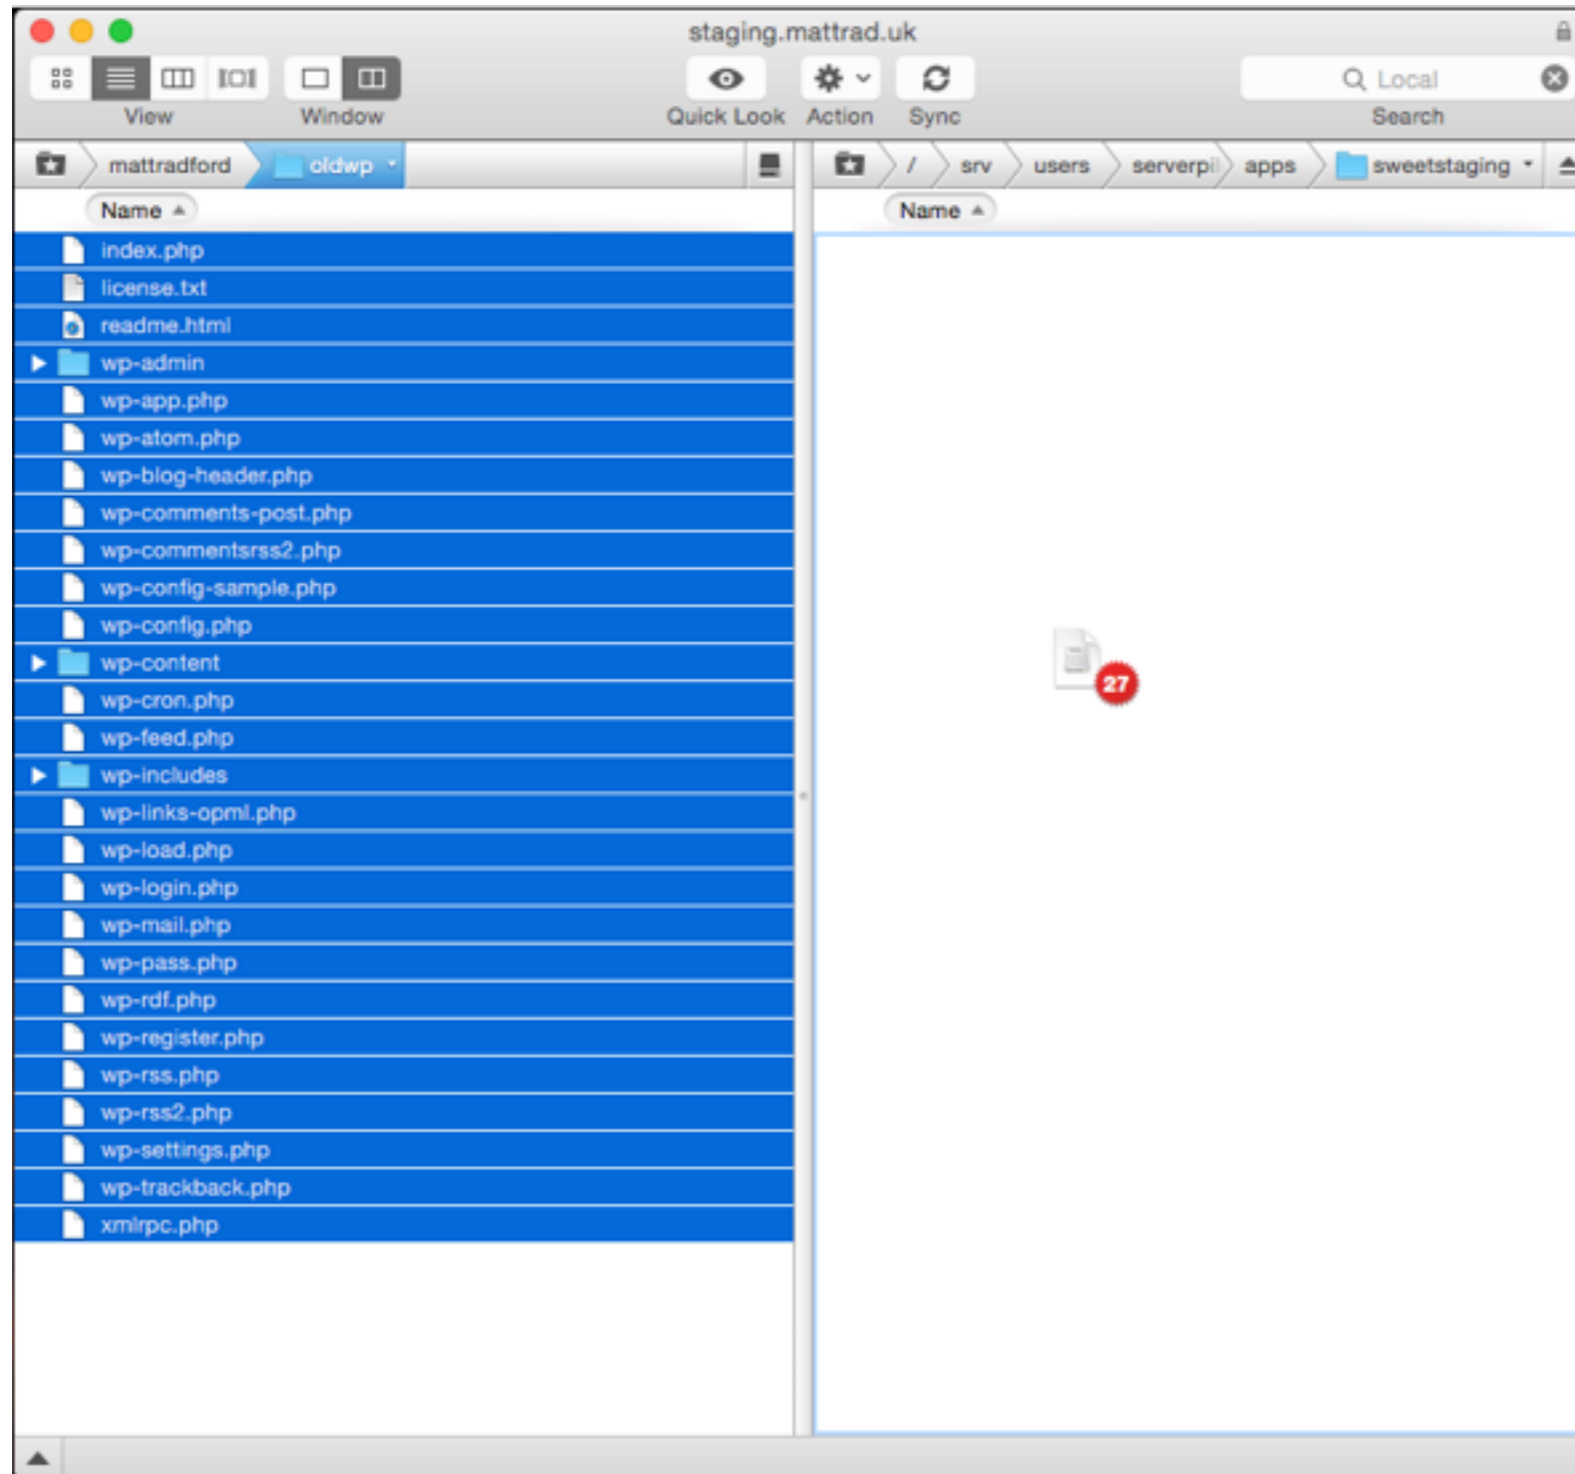 staging.mattrad.uk
View Window Quick Look Action Sync Local Search
mattradford oldwp
/ srv users apps sweetstaging
Name Name
index.php
license.txt
readme.html
wp-admin
wp-app.php
wp-atom.php
wp-blog-header.php
wp-comments-post.php
wp-commentsrss2.php
wp-config-sample.php
wp-config.php
wp-content
wp-cron.php
wp-feed.php
wp-includes
wp-links-opml.php
wp-load.php
wp-login.php
wp-mail.php
wp-pass.php
wp-rdf.php
wp-register.php
wp-rss.php
wp-rss2.php
wp-settings.php
wp-trackback.php
xmlrpc.php
27